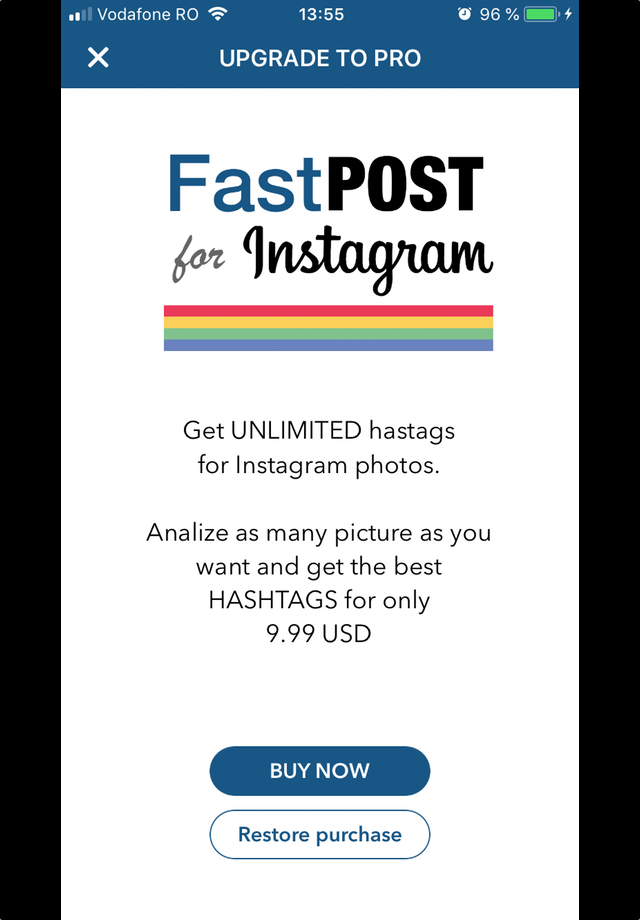 Vodafone RO 13:55 96 %
UPGRADE TO PRO
FastPOST
for Instagram
Get UNLIMITED hastags
for Instagram photos.
Analize as many picture as you
want and get the best
HASHTAGS for only
9.99 USD
BUY NOW
Restore purchase